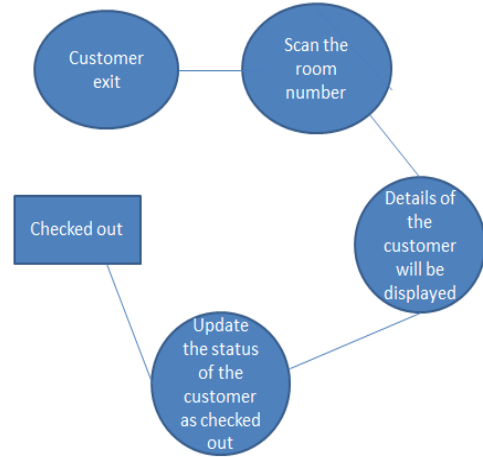 Customer
exit
Scan the
room
number
Details of
the
customer
will be
displayed
Update
the status
of the
customer
as checked
out
Checked out